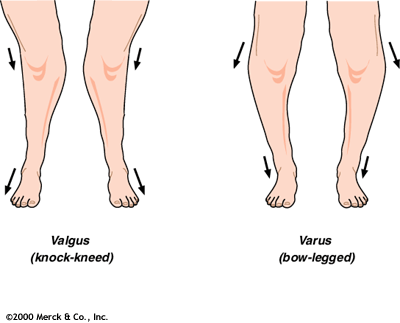 Valgus
(knock-kneed)
Varus
(bow-legged)
©2000 Merck & Co., Inc.